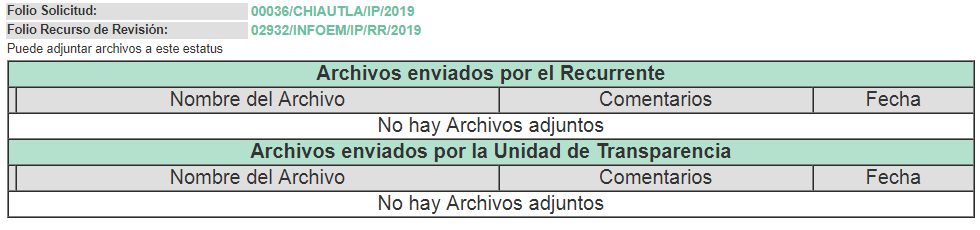 Folio Solicitud: 00036/CHIAUTLA/IP/2019
Folio Recurso de Revisión: 02932/INFOEM/IP/RR/2019
Puede adjuntar archivos a este estatus
Archivos enviados por el Recurrente
Nombre del Archivo Comentarios Fecha
No hay Archivos adjuntos
Archivos enviados por la Unidad de Transparencia
Nombre del Archivo Comentarios Fecha
No hay Archivos adjuntos